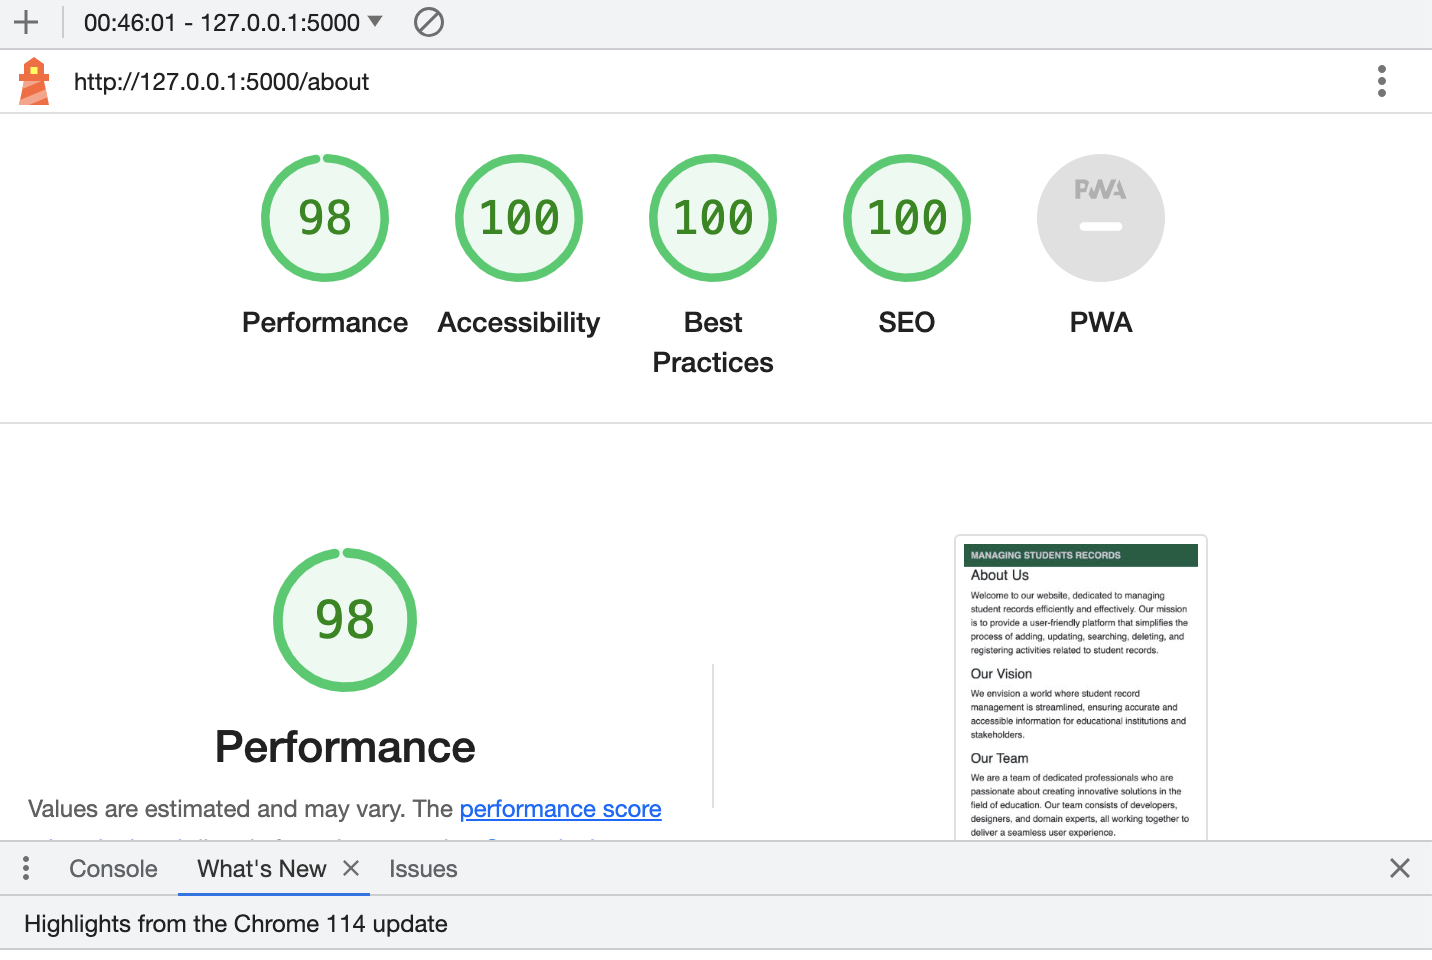 00:46:01 - 127.0.0.1:5000
http://127.0.0.1:5000/about
98
100
100
100
PWA
Performance
Accessibility
Best
Practices
SEO
PWA
98
Performance
Values are estimated and may vary. The performance score
MANAGING STUDENTS RECORDS
About Us
Welcome to our website, dedicated to managing
student records efficiently and effectively. Our mission
is to provide a user-friendly platform that simplifies the
process of adding, updating, searching, deleting, and
registering activities related to student records.
Our Vision
We envision a world where student record
management is streamlined, ensuring accurate and
accessible information for educational institutions and
stakeholders.
Our Team
We are a team of dedicated professionals who are
passionate about creating innovative solutions in the
field of education. Our team consists of developers,
designers, and domain experts, all working together to
deliver a seamless user experience.
Console
What's New
Issues
Highlights from the Chrome 114 update